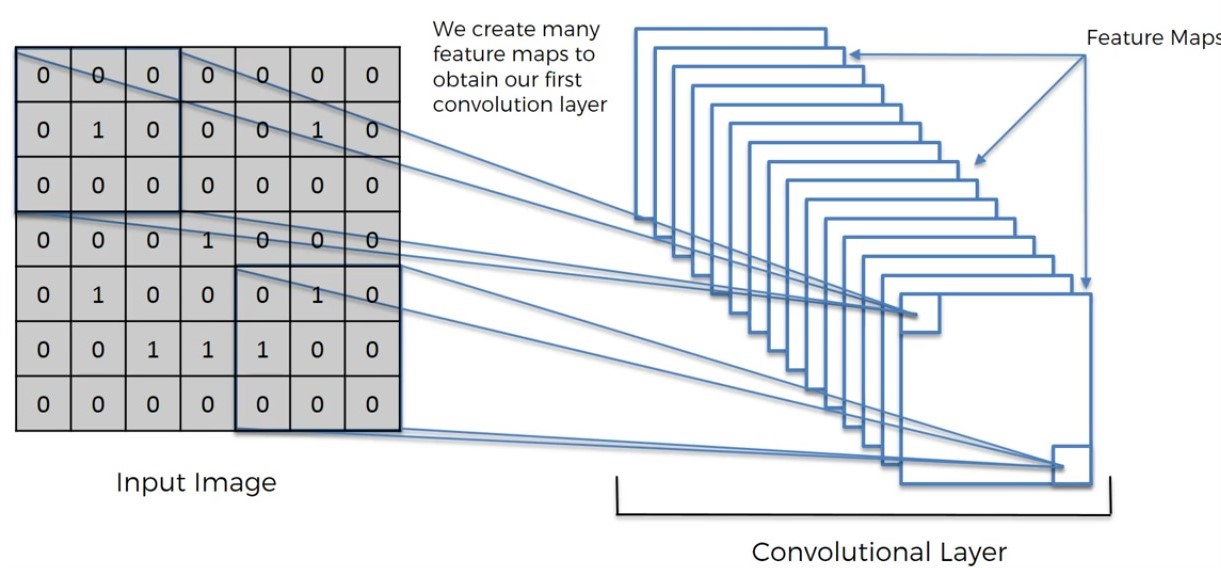 We create many
feature maps to
obtain our first
convolution layer
Feature Maps
0 0 0 0 0 0 0
0 1 0 0 0 1 0
0 0 0 0 0 0 0
0 0 0 1 0 0 0
0 1 0 0 0 1 0
0 0 1 1 1 0 0
0 0 0 0 0 0 0
Input Image
Convolutional Layer